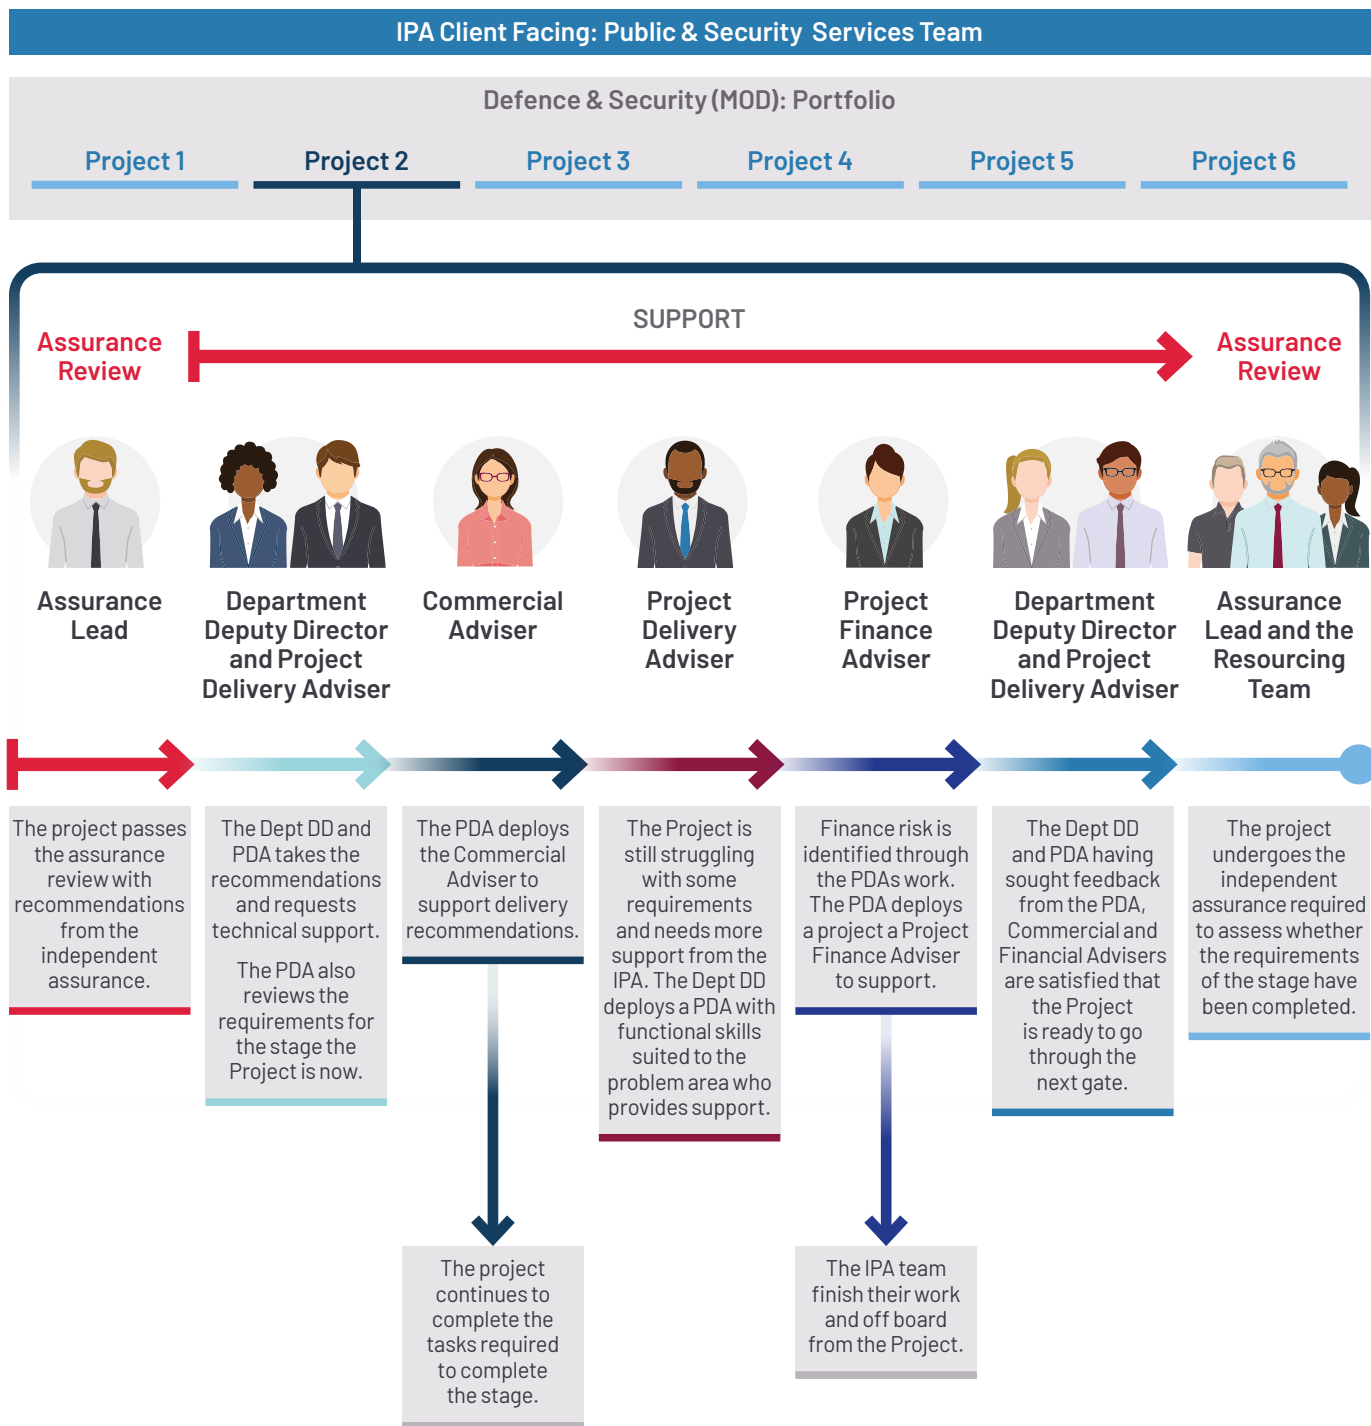 IPA Client Facing: Public & Security Services Team
Defence & Security (MOD): Portfolio
Project 1
Project 2
Project 3
Project 4
Project 5
Project 6
SUPPORT
Assurance
Review
Assurance
Review
Assurance
Lead
Department
Deputy Director
and Project
Delivery Adviser
Commercial
Adviser
Project
Delivery
Adviser
Project
Finance
Adviser
Department
Deputy Director
and Project
Delivery Adviser
Assurance
Lead and the
Resourcing
Team
The project passes
the assurance
review with
recommendations
from the
independent
assurance.
The Dept DD and
PDA takes the
recommendations
and requests
technical support.
The PDA also
reviews the
requirements for
the stage the
Project is now.
The PDA deploys
the Commercial
Adviser to
support delivery
recommendations.
The Project is
still struggling
with some
requirements
and needs more
support from the
IPA. The Dept DD
deploys a PDA with
functional skills
suited to the
problem area who
provides support.
Finance risk is
identified through
the PDAs work.
The PDA deploys
a project a Project
Finance Adviser
to support.
The Dept DD
and PDA having
sought feedback
from the PDA,
Commercial and
Financial Advisers
are satisfied that
the Project
is ready to go
through the
next gate.
The project
undergoes the
independent
assurance required
to assess whether
the requirements
of the stage have
been completed.
The project
continues to
complete the
tasks required
to complete
the stage.
The IPA team
finish their work
and off board
from the Project.